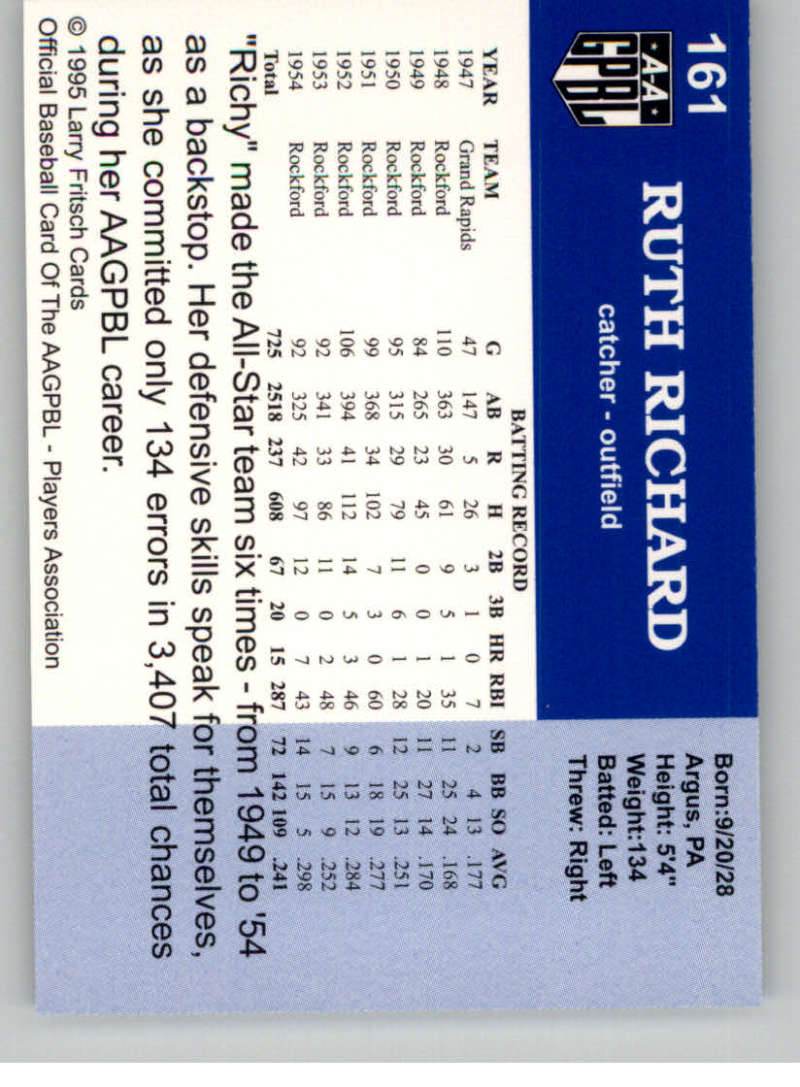 161
AA
GPBL
RUTH RICHARD
catcher - outfield
Born:9/20/28
Argus, PA
Height: 5'4"
Weight:134
Batted: Left
Threw: Right
BATTING RECORD
YEAR TEAM G AB R H 2B 3B HR RBI SB BB SO AVG
1947 Grand Rapids 47 147 5 26 3 1 0 7 2 4 13 .177
1948 Rockford 110 363 30 61 9 5 1 35 11 25 24 .168
1949 Rockford 84 265 23 45 0 0 1 20 11 27 14 .170
1950 Rockford 95 315 29 79 11 6 1 28 12 25 13 .251
1951 Rockford 99 368 34 102 7 3 0 60 6 18 19 .277
1952 Rockford 106 394 41 112 14 5 3 46 9 13 12 .284
1953 Rockford 92 341 33 86 11 0 2 48 7 15 9 .252
1954 Rockford 92 325 42 97 12 0 7 43 14 15 5 .298
Total 725 2518 237 608 67 20 15 287 72 142 109 .241
"Richy" made the All-Star team six times - from 1949 to '54
as a backstop. Her defensive skills speak for themselves,
as she committed only 134 errors in 3,407 total chances
during her AAGPBL career.
© 1995 Larry Fritsch Cards
Official Baseball Card Of The AAGPBL - Players Association